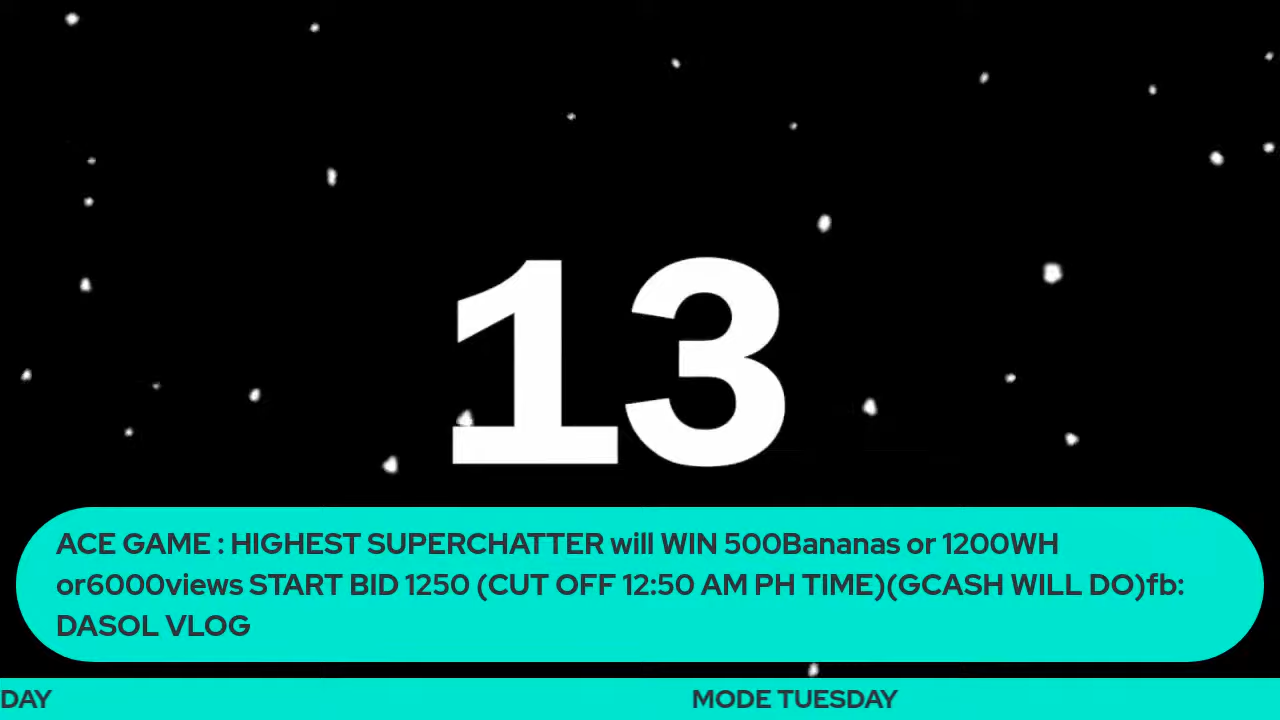 13
ACE GAME : HIGHEST SUPERCHATTER will WIN 500Bananas or 1200WH
or6000views START BID 1250 (CUT OFF 12:50 AM PH TIME)(GCASH WILL DO)fb:
DASOL VLOG
DAY MODE TUESDAY